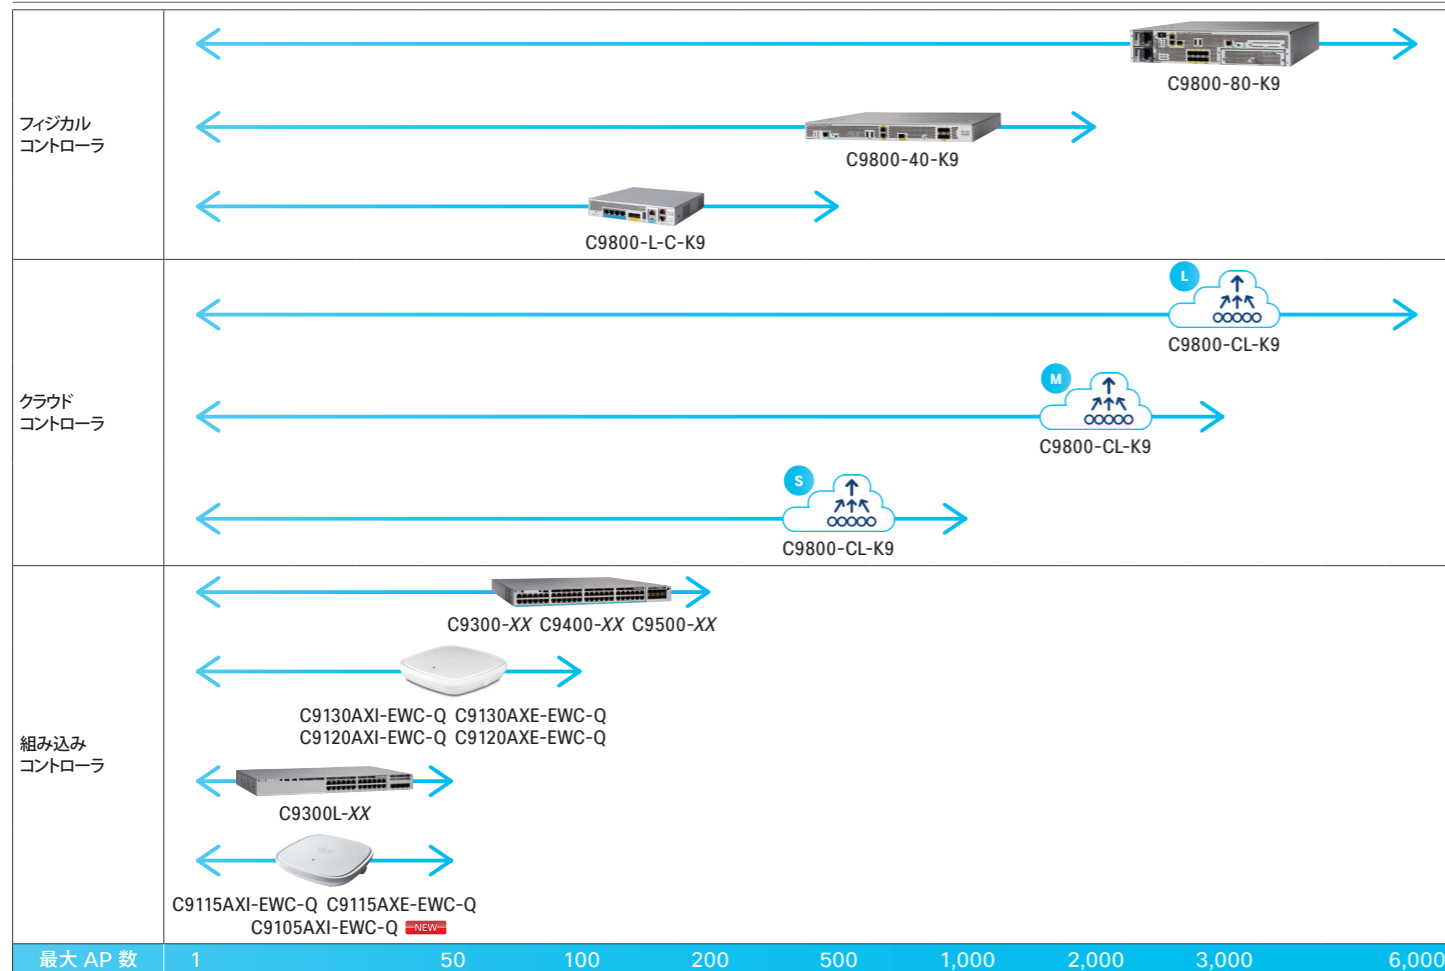 フィジカル
コントローラ
C9800-80-K9
C9800-40-K9
C9800-L-C-K9
クラウド
コントローラ
L
C9800-CL-K9
M
C9800-CL-K9
S
C9800-CL-K9
組み込み
コントローラ
C9300-XX C9400-XX C9500-XX
C9130AXI-EWC-Q C9130AXE-EWC-Q
C9120AXI-EWC-Q C9120AXE-EWC-Q
C9300L-XX
C9115AXI-EWC-Q C9115AXE-EWC-Q
C9105AXI-EWC-Q NEW
最大 AP 数 1 50 100 200 500 1,000 2,000 3,000 6,000